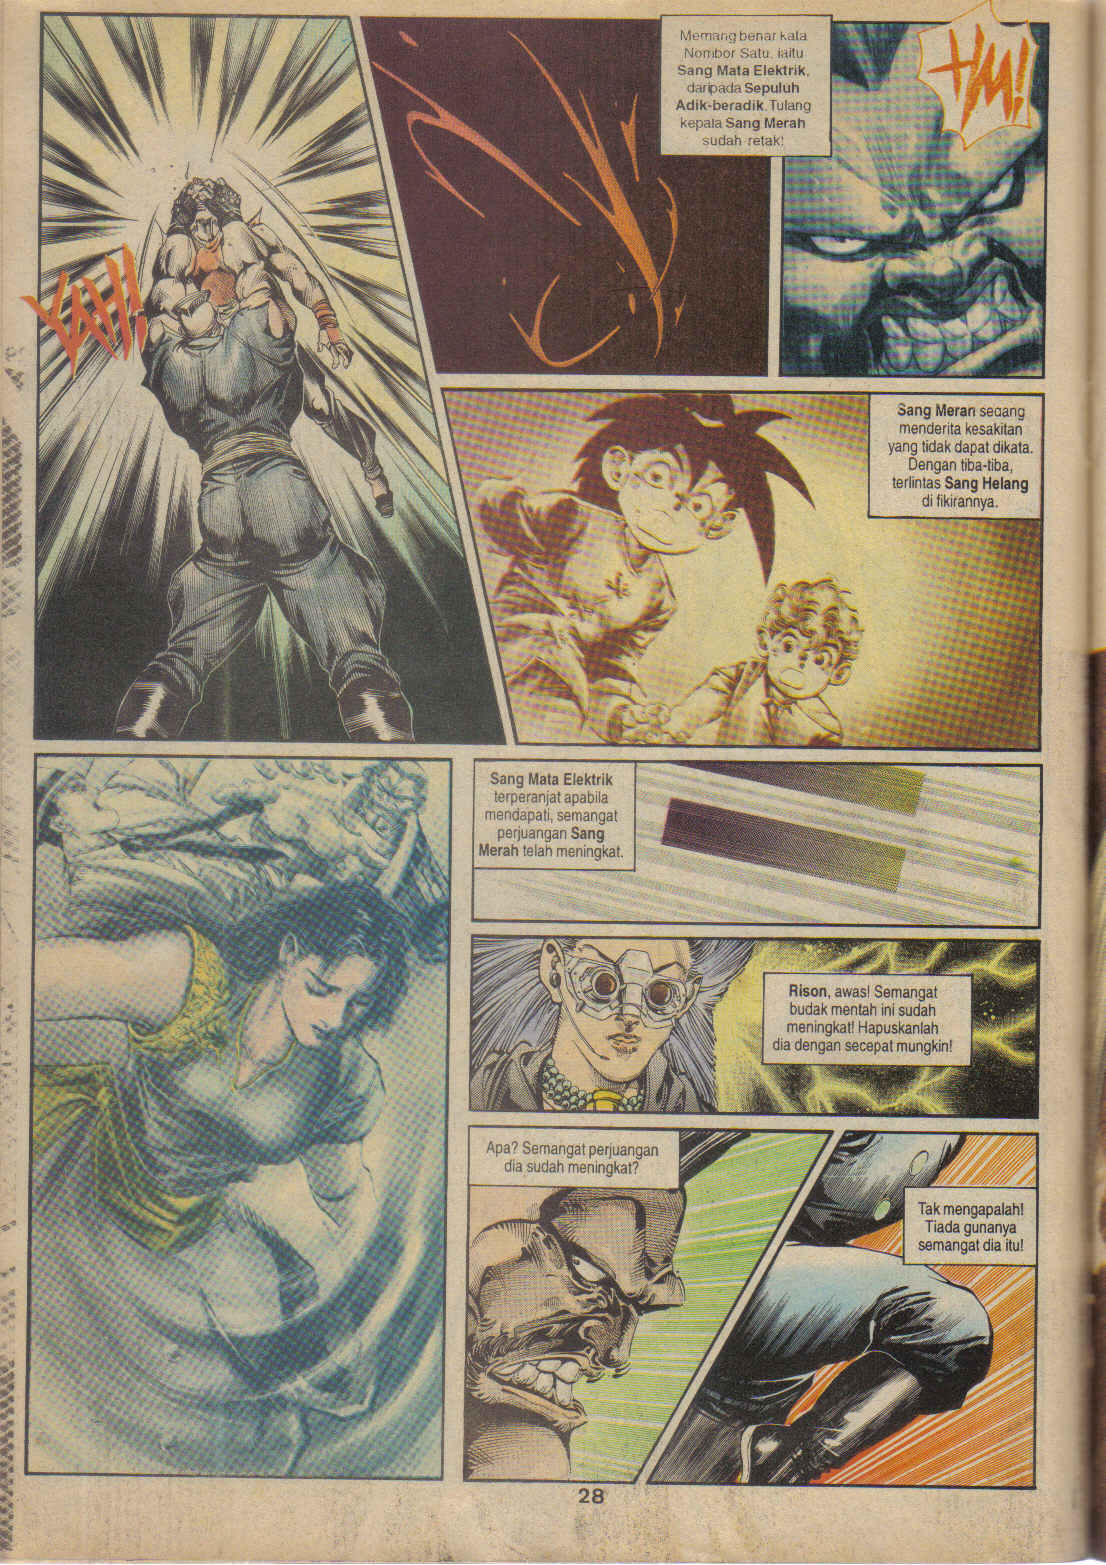 YAH!
Memang benar kata
Nombor Satu, iaitu
Sang Mata Elektrik,
daripada Sepuluh
Adik-beradik. Tulang
kepala Sang Merah
sudah retak!
HM!
Sang Merah sedang
menderita kesakitan
yang tidak dapat dikata.
Dengan tiba-tiba,
terlintas Sang Helang
di fikirannya.
Sang Mata Elektrik
terperanjat apabila
mendapati, semangat
perjuangan Sang
Merah telah meningkat.
Rison, awas! Semangat
budak mentah ini sudah
meningkat! Hapuskanlah
dia dengan secepat mungkin!
Apa? Semangat perjuangan
dia sudah meningkat?
Tak mengapalah!
Tiada gunanya
semangat dia itu!
28